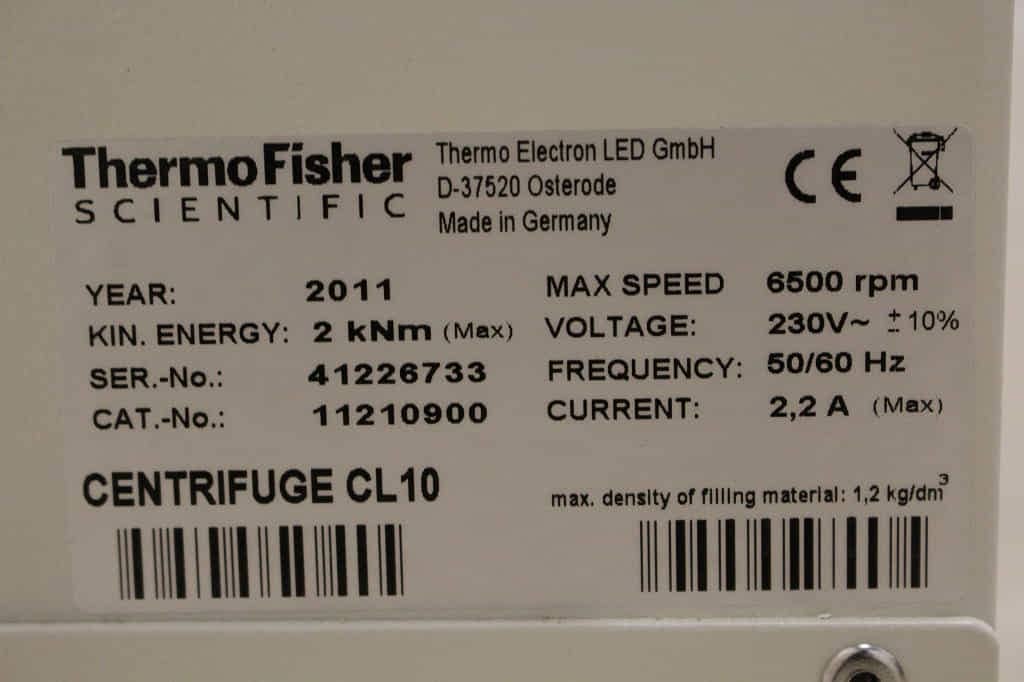 ThermoFisher
SCIENTIFIC
Thermo Electron LED GmbH
D-37520 Osterode
Made in Germany
CE
YEAR: 2011
KIN. ENERGY: 2 kNm (Max)
SER.-No.: 41226733
CAT.-No.: 11210900
MAX SPEED 6500 rpm
VOLTAGE: 230V~ ±10%
FREQUENCY: 50/60 Hz
CURRENT: 2,2 A (Max)
CENTRIFUGE CL10
max. density of filling material: 1,2 kg/dm³